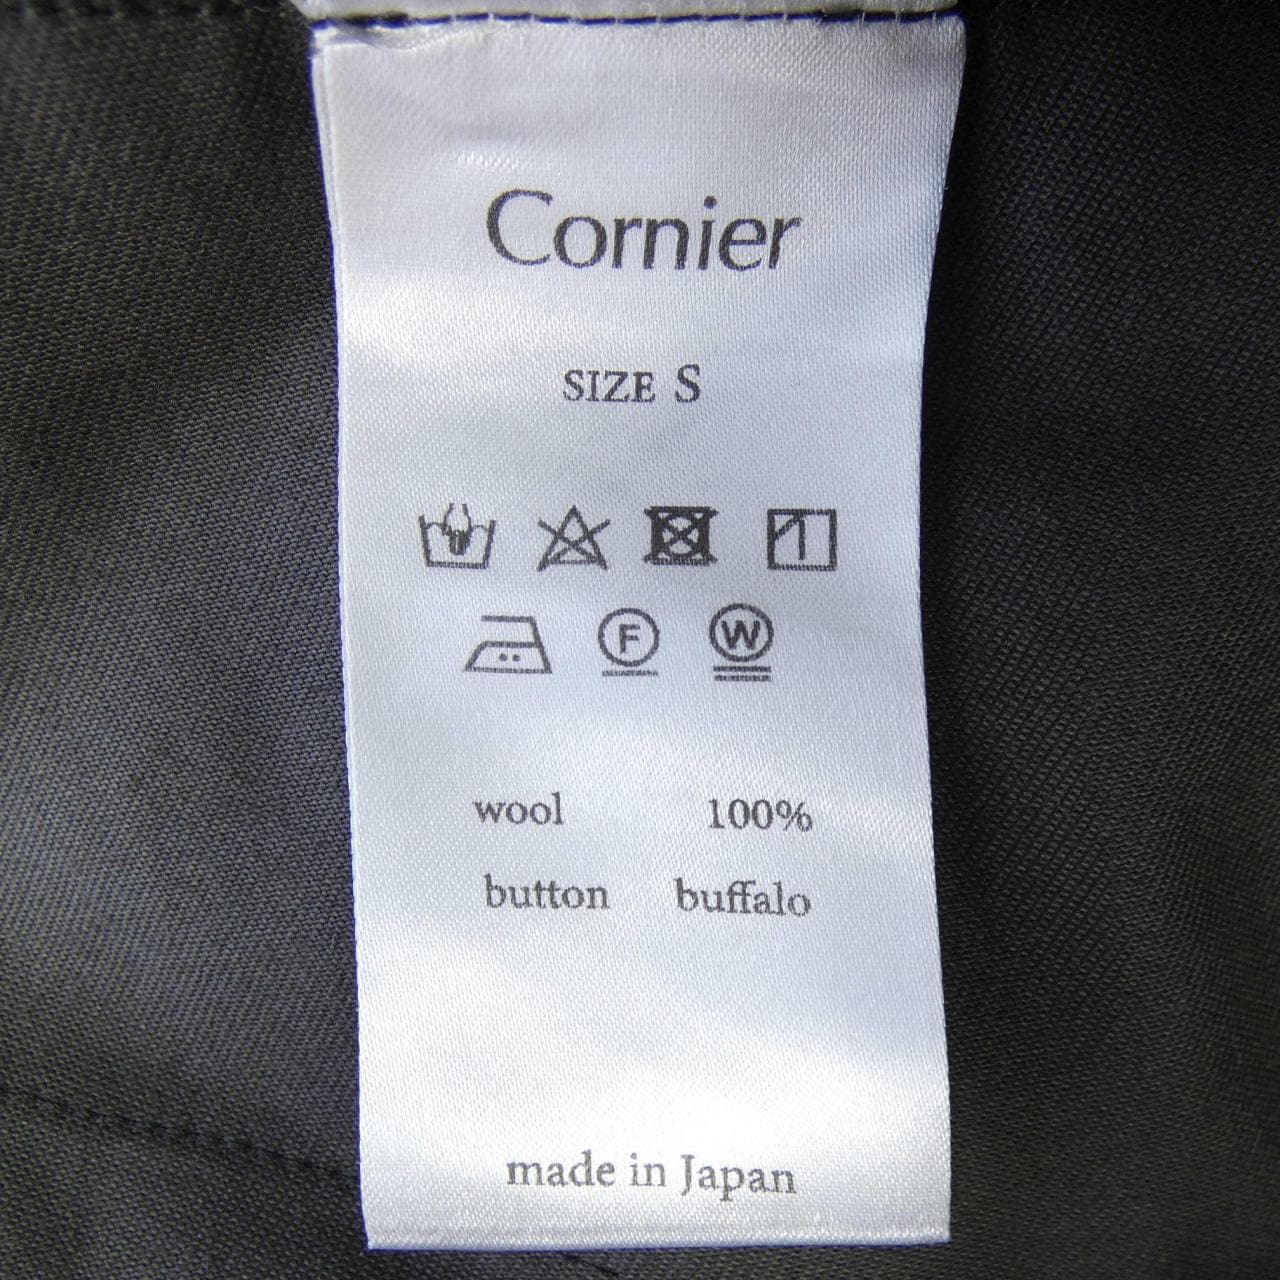 Cornier
SIZE S
F W
wool 100%
button buffalo
made in Japan